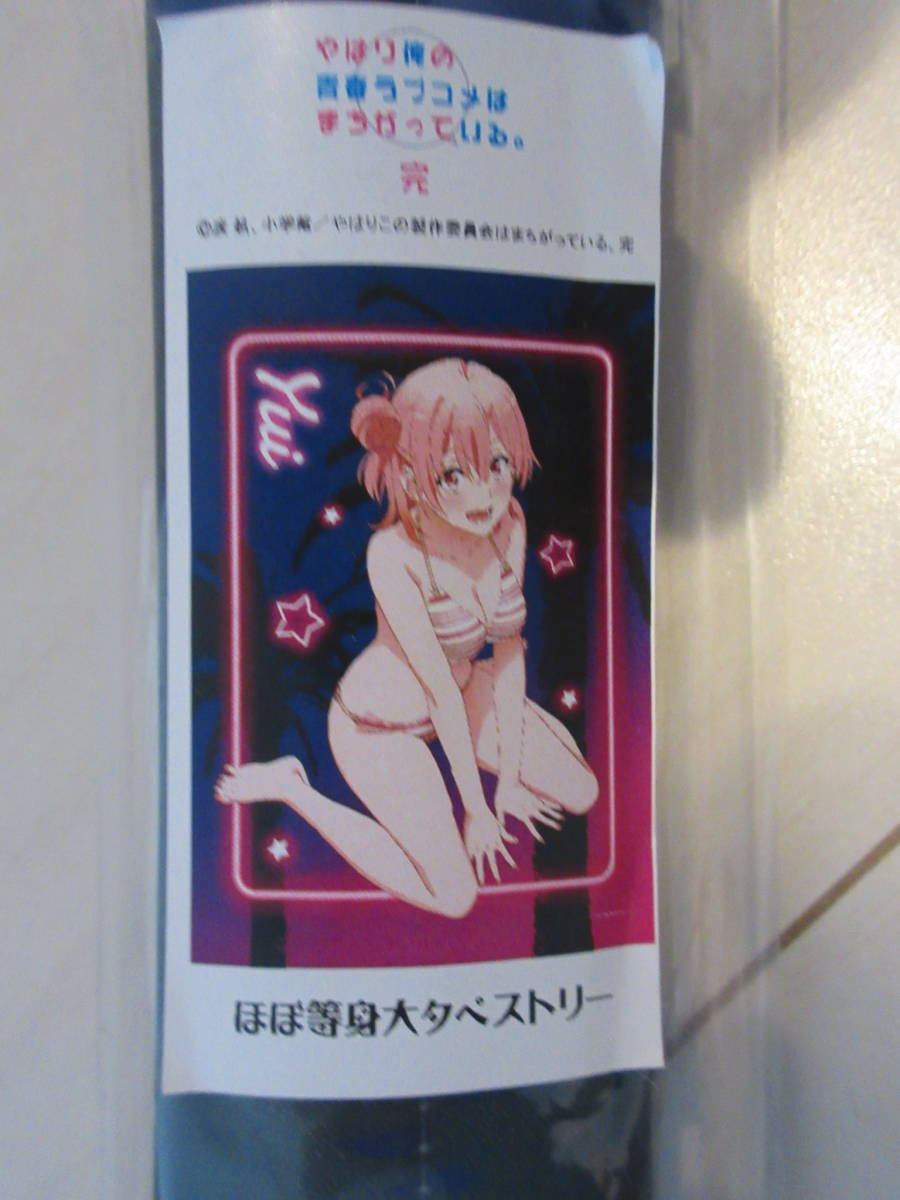 やはり俺の
青春ラブコメは
まちがっている。
完
©渡 航、小学館／やはりこの製作委員会はまちがっている。完
Yui
ほぼ等身大タペストリー